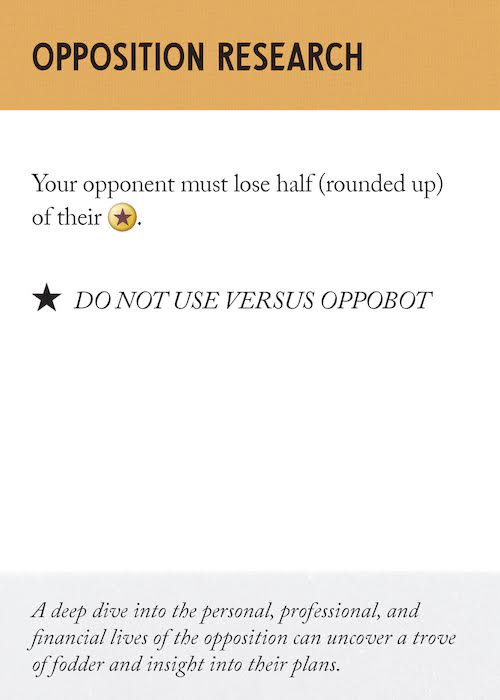 OPPOSITION RESEARCH
Your opponent must lose half (rounded up)
of their .
DO NOT USE VERSUS OPPOBOT
A deep dive into the personal, professional, and
financial lives of the opposition can uncover a trove
of fodder and insight into their plans.